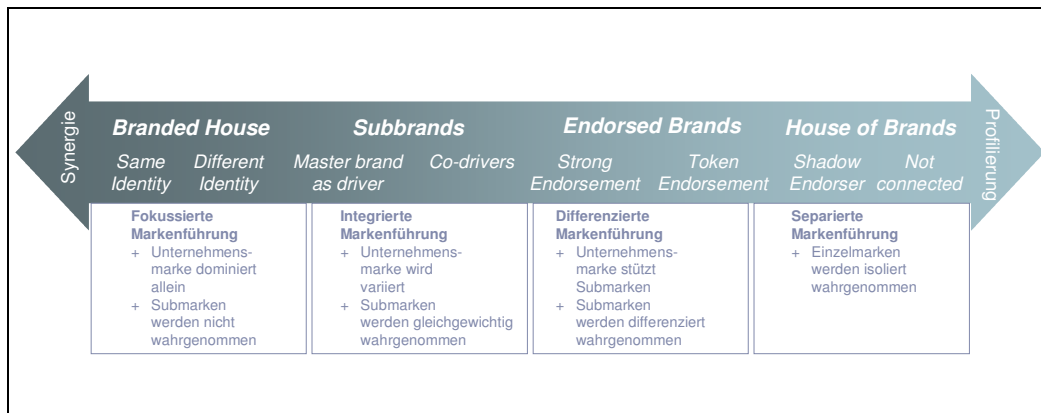 Synergie
Branded House
Same
Identity
Different
Identity
Subbrands
Master brand
as driver
Co-drivers
Endorsed Brands
Strong
Endorsement
Token
Endorsement
House of Brands
Shadow
Endorser
Not
connected
Profilierung
Fokussierte
Markenführung
+ Unternehmens-
marke dominiert
allein
+ Submarken
werden nicht
wahrgenommen
Integrierte
Markenführung
+ Unternehmens-
marke wird
variiert
+ Submarken
werden gleichgewichtig
wahrgenommen
Differenzierte
Markenführung
+ Unternehmens-
marke stützt
Submarken
+ Submarken
werden differenziert
wahrgenommen
Separierte
Markenführung
+ Einzelmarken
werden isoliert
wahrgenommen